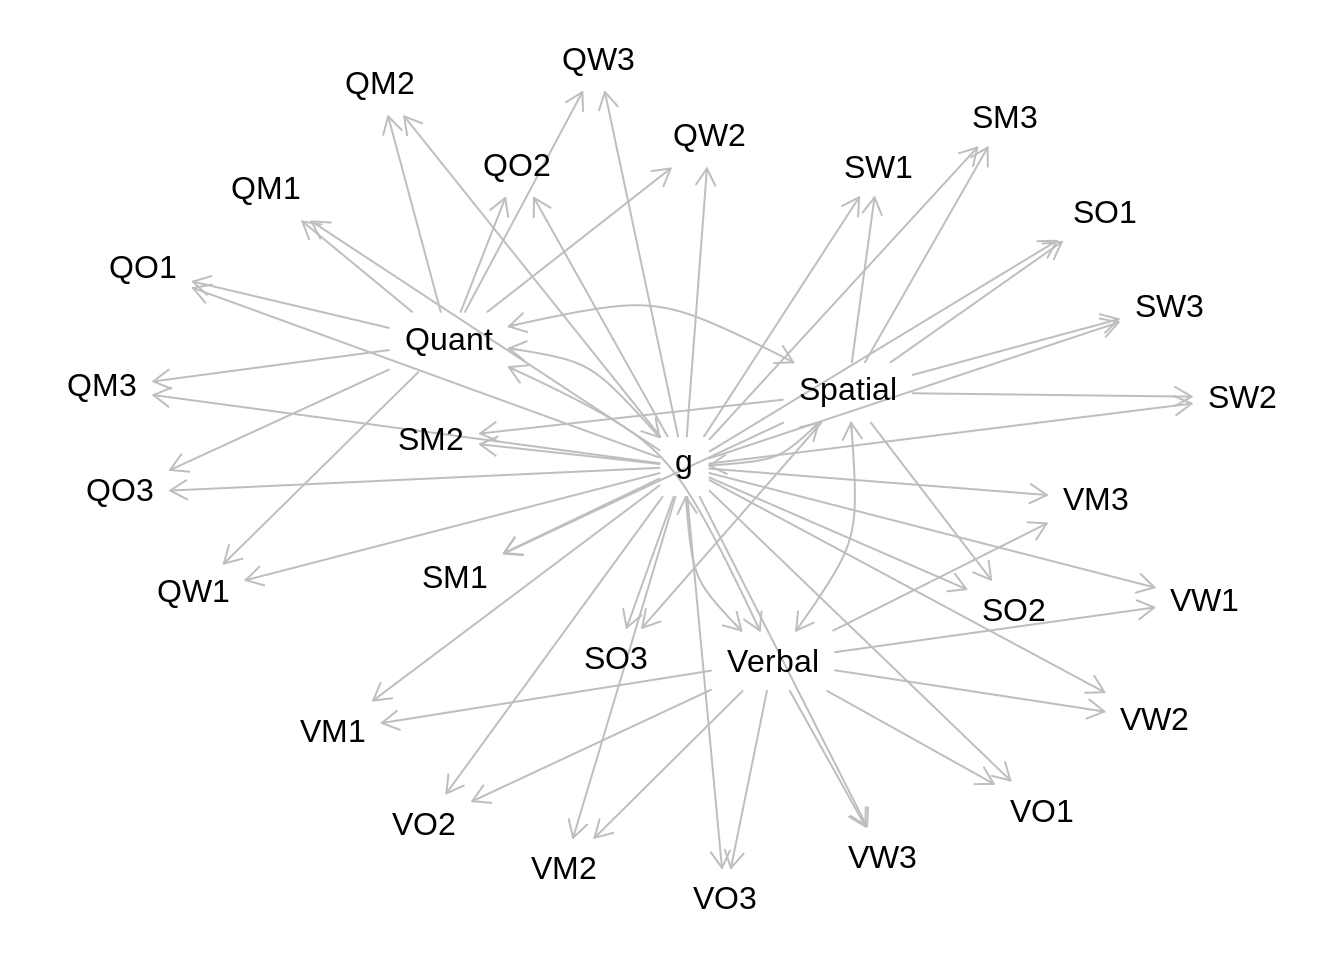 QW3
QM2
SM3
QW2
QO2
SW1
QM1
SO1
QO1
SW3
Quant
QM3
Spatial
SW2
SM2
g
QO3
VM3
SM1
QW1
VW1
SO2
SO3
Verbal
VW2
VM1
VO1
VO2
VW3
VM2
VO3